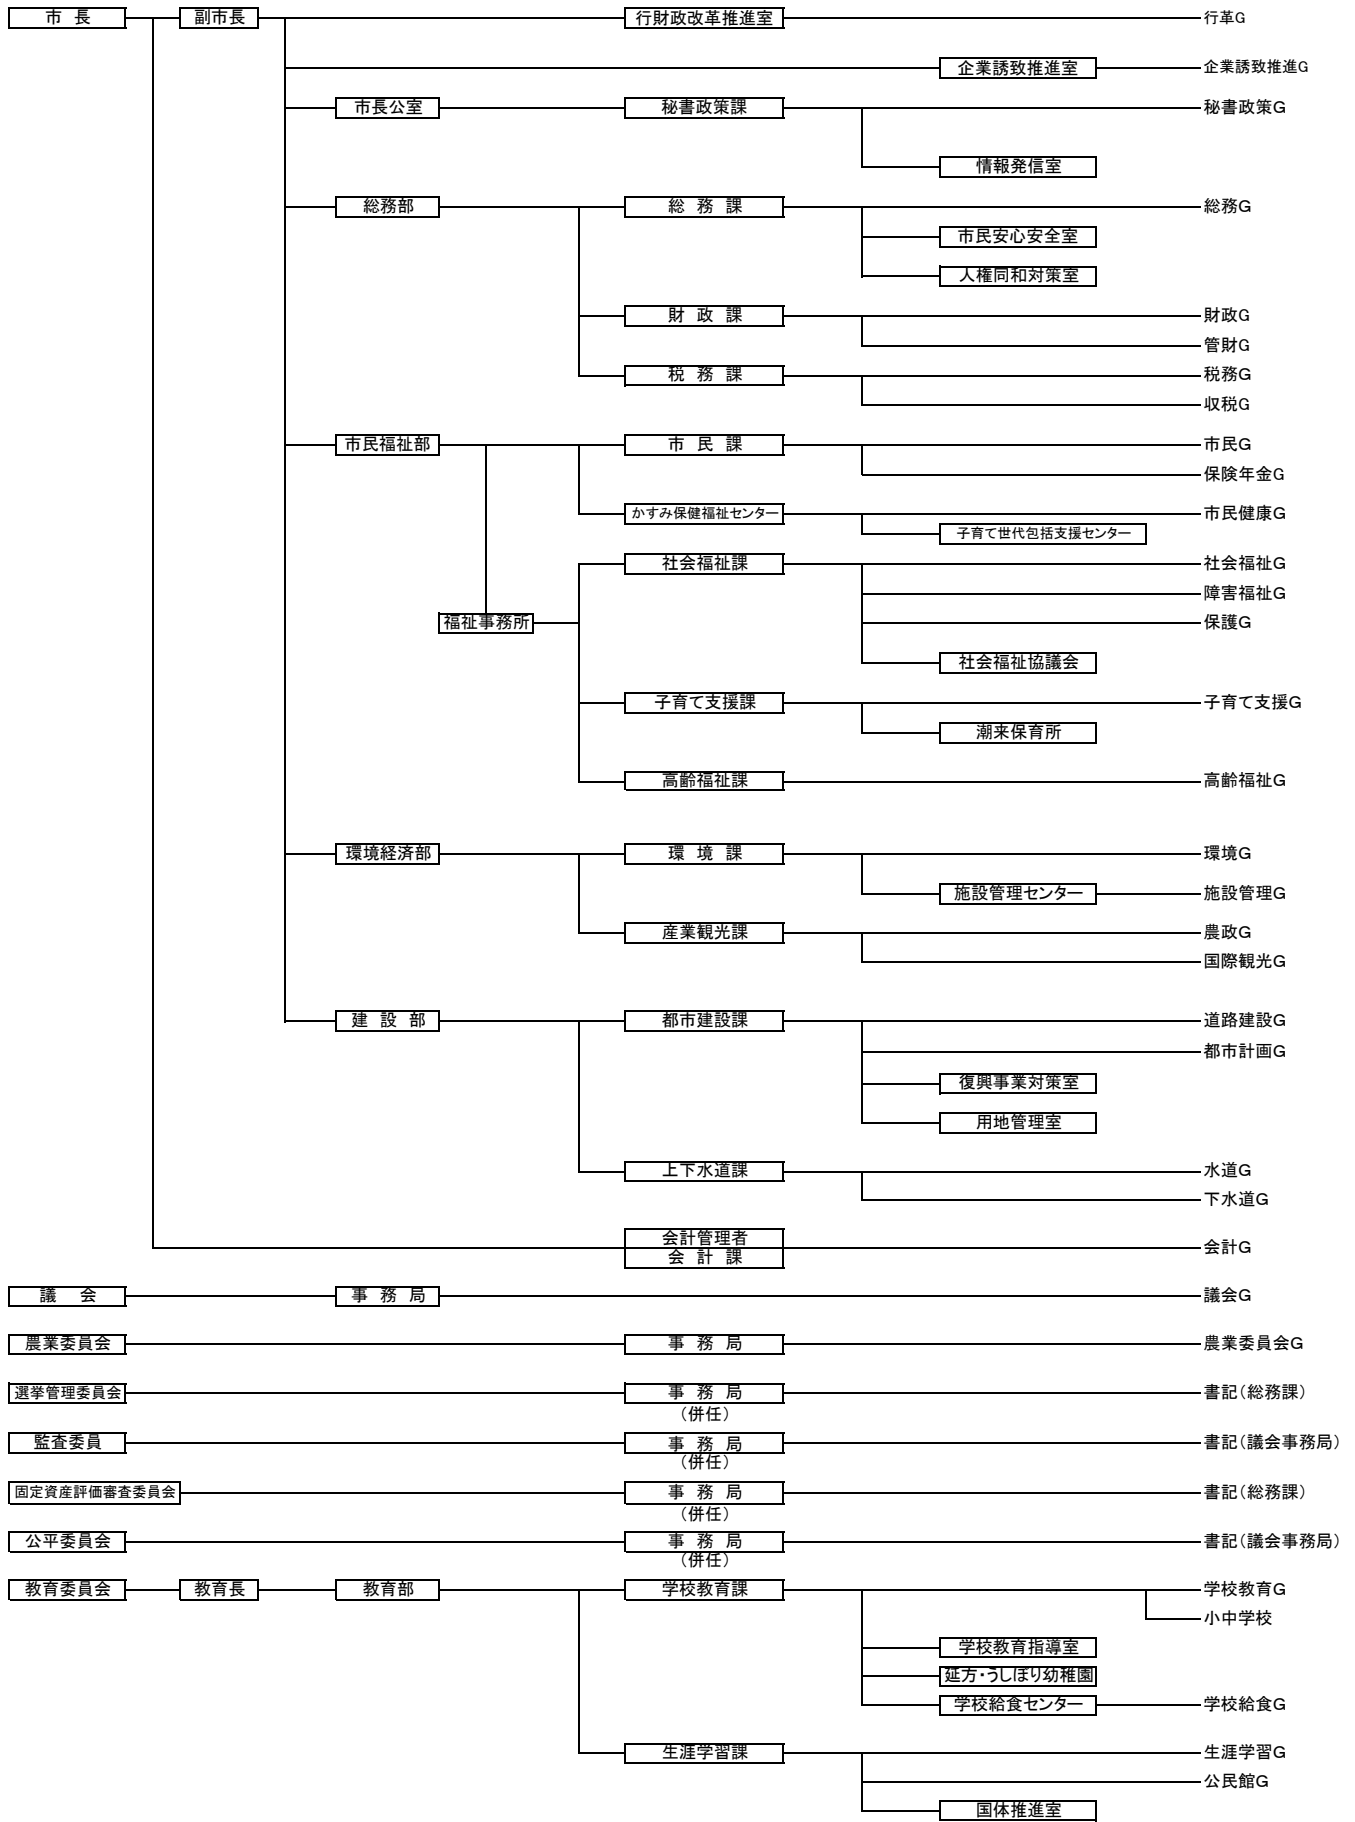 市 長 副市長 行財政改革推進室 行革G
企業誘致推進室 企業誘致推進G
市長公室 秘書政策課 秘書政策G
情報発信室
総務部 総 務 課 総務G
市民安心安全室
人権同和対策室
財 政 課 財政G
管財G
税 務 課 税務G
収税G
市民福祉部 市 民 課 市民G
保険年金G
かすみ保健福祉センター 市民健康G
子育て世代包括支援センター
社会福祉課 社会福祉G
障害福祉G
福祉事務所 保護G
社会福祉協議会
子育て支援課 子育て支援G
潮来保育所
高齢福祉課 高齢福祉G
環境経済部 環 境 課 環境G
施設管理センター 施設管理G
産業観光課 農政G
国際観光G
建 設 部 都市建設課 道路建設G
都市計画G
復興事業対策室
用地管理室
上下水道課 水道G
下水道G
会計管理者
会 計 課 会計G
議 会 事 務 局 議会G
農業委員会 事 務 局 農業委員会G
選挙管理委員会 事 務 局 書記（総務課）
（併任）
監査委員 事 務 局 書記（議会事務局）
（併任）
固定資産評価審査委員会 事 務 局 書記（総務課）
（併任）
公平委員会 事 務 局 書記（議会事務局）
（併任）
教育委員会 教育長 教育部 学校教育課 学校教育G
小中学校
学校教育指導室
延方・うしぼり幼稚園
学校給食センター 学校給食G
生涯学習課 生涯学習G
公民館G
国体推進室